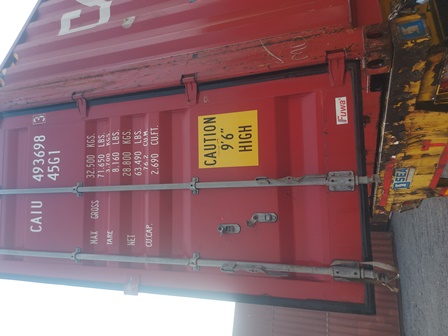 CAIU 493698 3
45G1
MAX GROSS 32.500 KGS.
71.650 LBS.
TARE 3.700 KGS.
8.160 LBS.
NET 28.800 KGS.
63.490 LBS.
CU.CAP. 76.2 CU.M.
2.690 CU.FT.
CAUTION
9'6"
HIGH
Fuwa